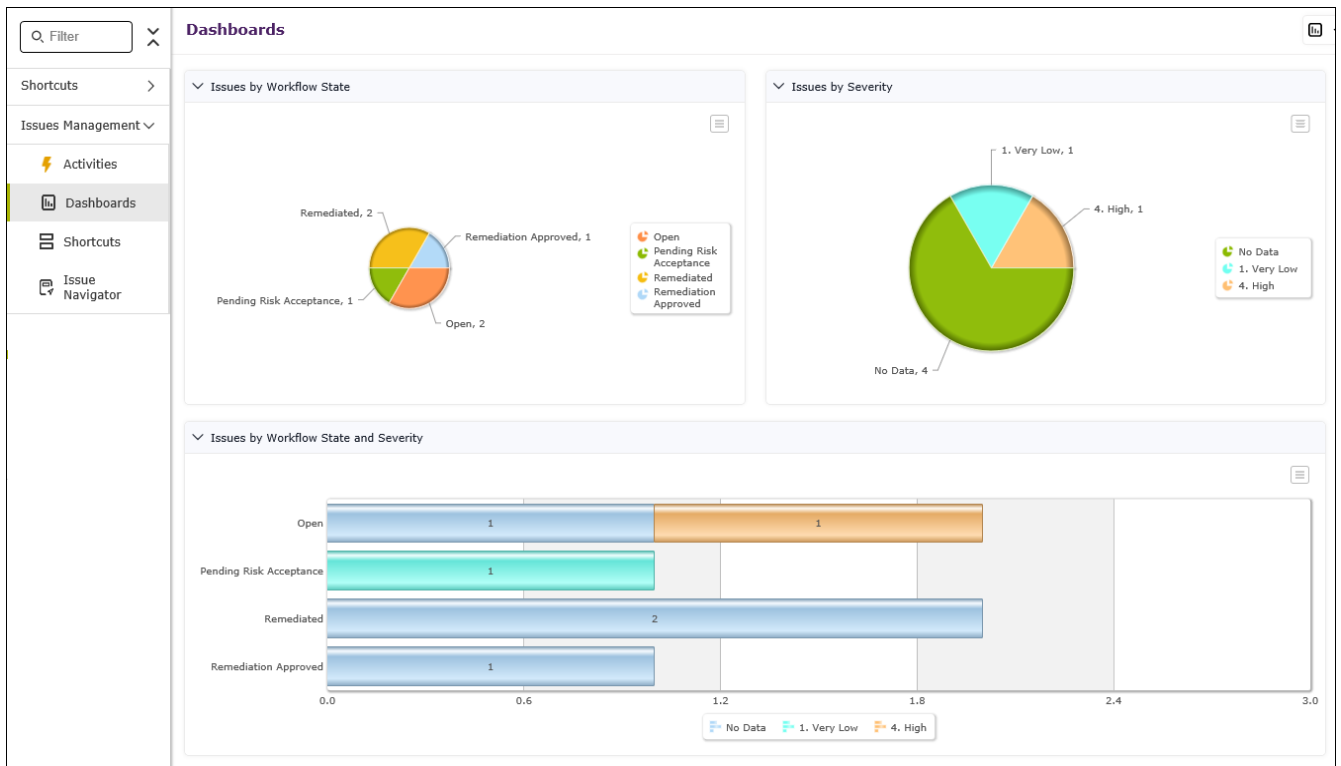 Filter
Shortcuts
Issues Management
Activities
Dashboards
Shortcuts
Issue
Navigator
Dashboards
Issues by Workflow State
Remediated, 2
Remediation Approved, 1
Pending Risk Acceptance, 1
Open, 2
Open
Pending Risk
Acceptance
Remediated
Remediation
Approved
Issues by Severity
1. Very Low, 1
4. High, 1
No Data, 4
No Data
1. Very Low
4. High
Issues by Workflow State and Severity
Open 1 1
Pending Risk Acceptance 1
Remediated 2
Remediation Approved 1
0.0 0.6 1.2 1.8 2.4 3.0
No Data 1. Very Low 4. High